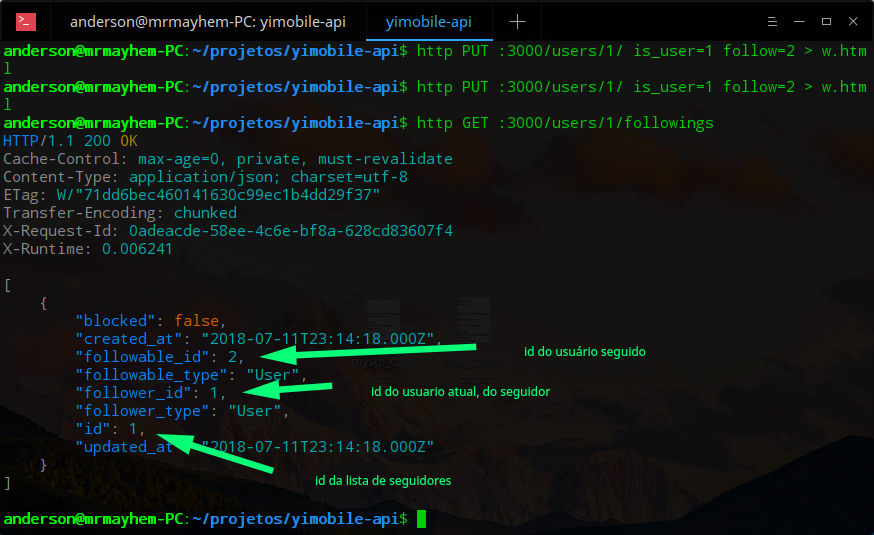 anderson@mrmayhem-PC: yimobile-api
yimobile-api
anderson@mrmayhem-PC:~/projetos/yimobile-api$ http PUT :3000/users/1/ is_user=1 follow=2 > w.htm
l
anderson@mrmayhem-PC:~/projetos/yimobile-api$ http PUT :3000/users/1/ is_user=1 follow=2 > w.htm
l
anderson@mrmayhem-PC:~/projetos/yimobile-api$ http GET :3000/users/1/followings
HTTP/1.1 200 OK
Cache-Control: max-age=0, private, must-revalidate
Content-Type: application/json; charset=utf-8
ETag: W/"71dd6bec460141630c99ec1b4dd29f37"
Transfer-Encoding: chunked
X-Request-Id: 0adeacde-58ee-4c6e-bf8a-628cd83607f4
X-Runtime: 0.006241
[
    {
        "blocked": false,
        "created_at": "2018-07-11T23:14:18.000Z",
        "followable_id": 2, id do usuário seguido
        "followable_type": "User",
        "follower_id": 1, id do usuario atual, do seguidor
        "follower_type": "User",
        "id": 1,
        "updated_at "2018-07-11T23:14:18.000Z"
    }
]
id da lista de seguidores
anderson@mrmayhem-PC:~/projetos/yimobile-api$